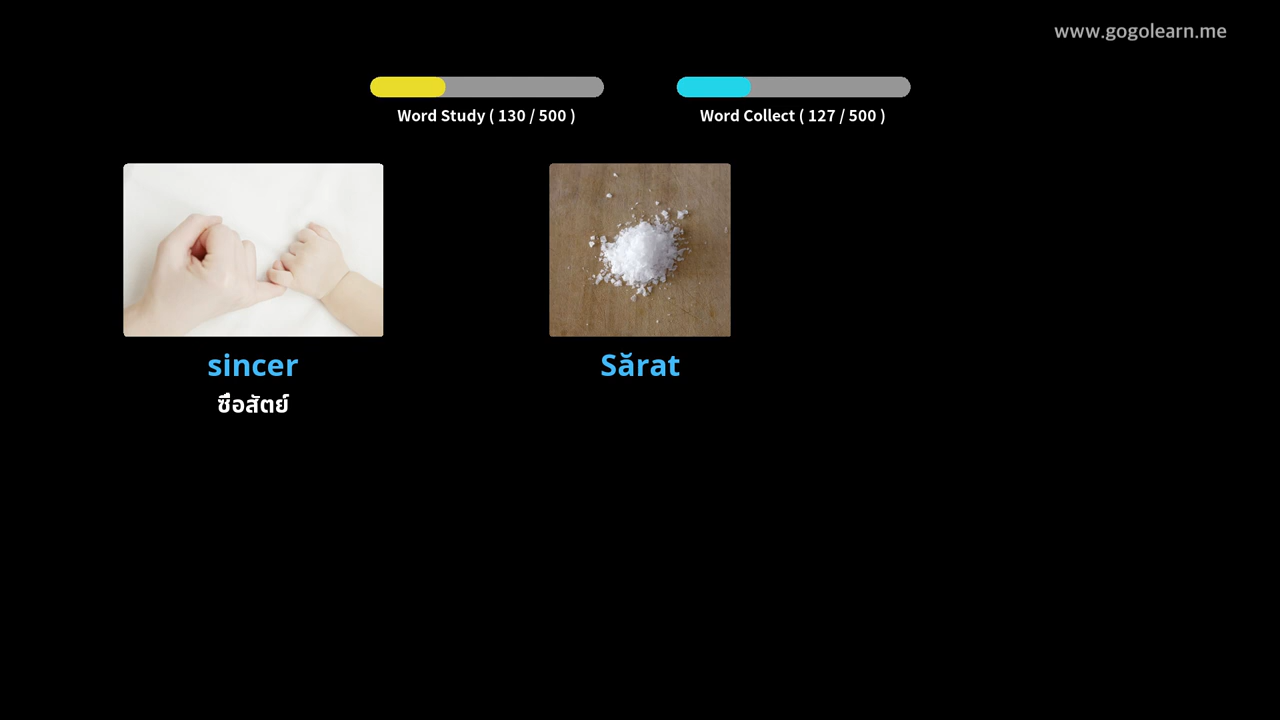 www.gogolearn.me
Word Study ( 130 / 500 )
Word Collect ( 127 / 500 )
sincer
Sărat
ซื่อสัตย์